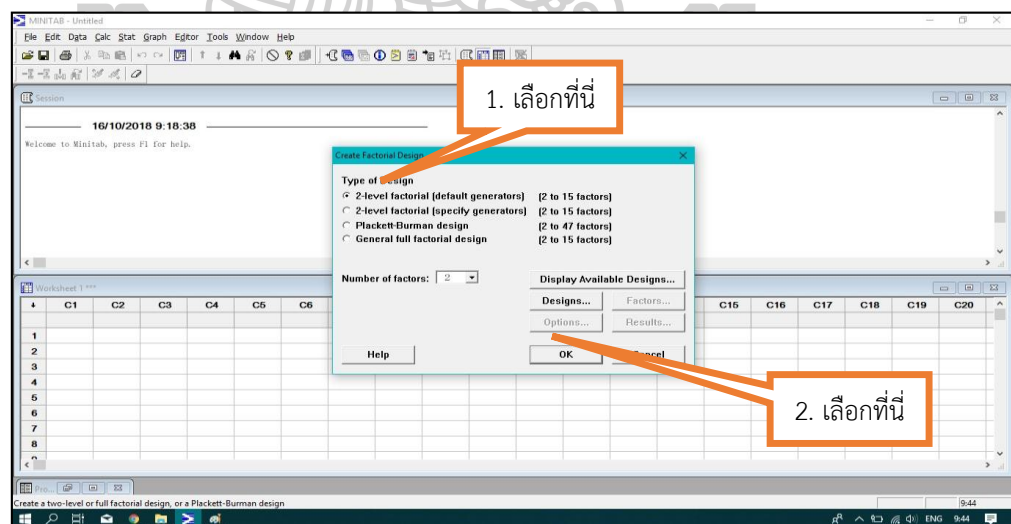 MINITAB - Untitled
File Edit Data Calc Stat Graph Editor Tools Window Help
Session
16/10/2018 9:18:38
Welcome to Minitab, press F1 for help.
1. เลือกที่นี่
Create Factorial Design
Type of Design
2-level factorial (default generators) (2 to 15 factors)
2-level factorial (specify generators) (2 to 15 factors)
Plackett-Burman design (2 to 47 factors)
General full factorial design (2 to 15 factors)
Number of factors: 2
Display Available Designs...
Designs... Factors...
Options... Results...
Help OK Cancel
2. เลือกที่นี่
Worksheet 1 ***
C1 C2 C3 C4 C5 C6 C15 C16 C17 C18 C19 C20
1
2
3
4
5
6
7
8
9
Pro...
Create a two-level or full factorial design, or a Plackett-Burman design
9:44
ENG 9:44